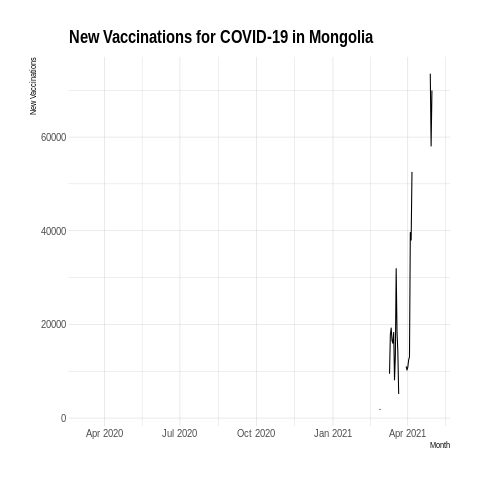 New Vaccinations for COVID-19 in Mongolia
New Vaccinations
60000
40000
20000
0
Apr 2020 Jul 2020 Oct 2020 Jan 2021 Apr 2021
Month